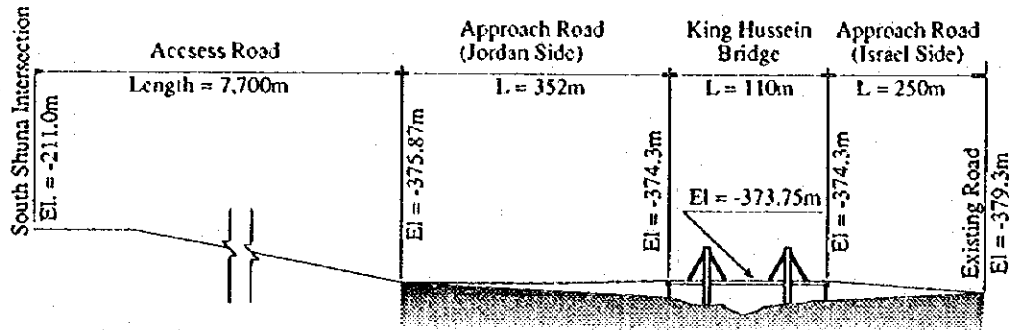 South Shuna Intersection
El. = -211.0m
Accsess Road
Length = 7,700m
El = -375.87m
Approach Road
(Jordan Side)
L = 352m
El = -374.3m
King Hussein
Bridge
L = 110m
El = -373.75m
El = -374.3m
Approach Road
(Israel Side)
L = 250m
Existing Road
El = -379.3m